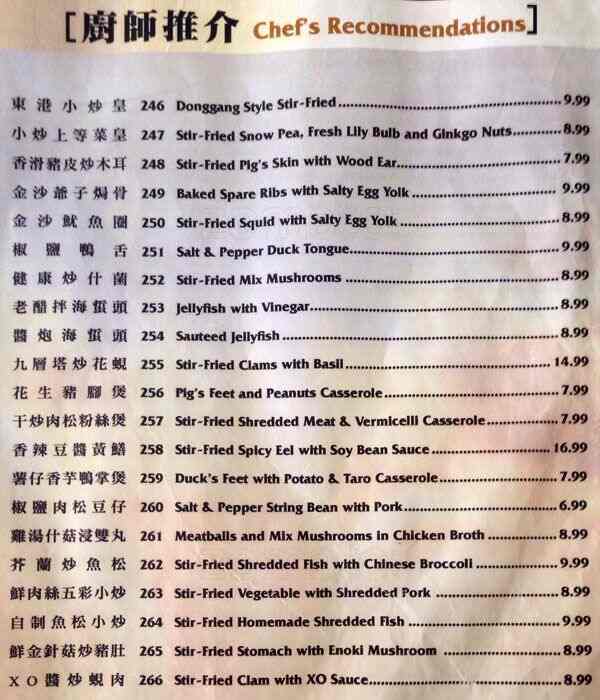 [廚師推介 Chef's Recommendations]
東港小炒皇 246 Donggang Style Stir-Fried 9.99
小炒上等菜皇 247 Stir-Fried Snow Pea, Fresh Lily Bulb and Ginkgo Nuts 8.99
香滑豬皮炒木耳 248 Stir-Fried Pig's Skin with Wood Ear 7.99
金沙爺子焗骨 249 Baked Spare Ribs with Salty Egg Yolk 9.99
金沙魷魚圈 250 Stir-Fried Squid with Salty Egg Yolk 8.99
椒鹽鴨舌 251 Salt & Pepper Duck Tongue 9.99
健康炒什菌 252 Stir-Fried Mix Mushrooms 8.99
老醋拌海蜇頭 253 Jellyfish with Vinegar 8.99
醬炮海蜇頭 254 Sauteed Jellyfish 8.99
九層塔炒花蜆 255 Stir-Fried Clams with Basil 14.99
花生豬腳煲 256 Pig's Feet and Peanuts Casserole 7.99
干炒肉松粉絲煲 257 Stir-Fried Shredded Meat & Vermicelli Casserole 7.99
香辣豆醬黃鱔 258 Stir-Fried Spicy Eel with Soy Bean Sauce 16.99
薯仔香芋鴨掌煲 259 Duck's Feet with Potato & Taro Casserole 7.99
椒鹽肉松豆仔 260 Salt & Pepper String Bean with Pork 6.99
雞湯什菇浸雙丸 261 Meatballs and Mix Mushrooms in Chicken Broth 8.99
芥蘭炒魚松 262 Stir-Fried Shredded Fish with Chinese Broccoli 9.99
鮮肉絲五彩小炒 263 Stir-Fried Vegetable with Shredded Pork 8.99
自制魚松小炒 264 Stir-Fried Homemade Shredded Fish 9.99
鮮金針菇炒豬肚 265 Stir-Fried Stomach with Enoki Mushroom 8.99
XO醬炒蜆肉 266 Stir-Fried Clam with XO Sauce 8.99